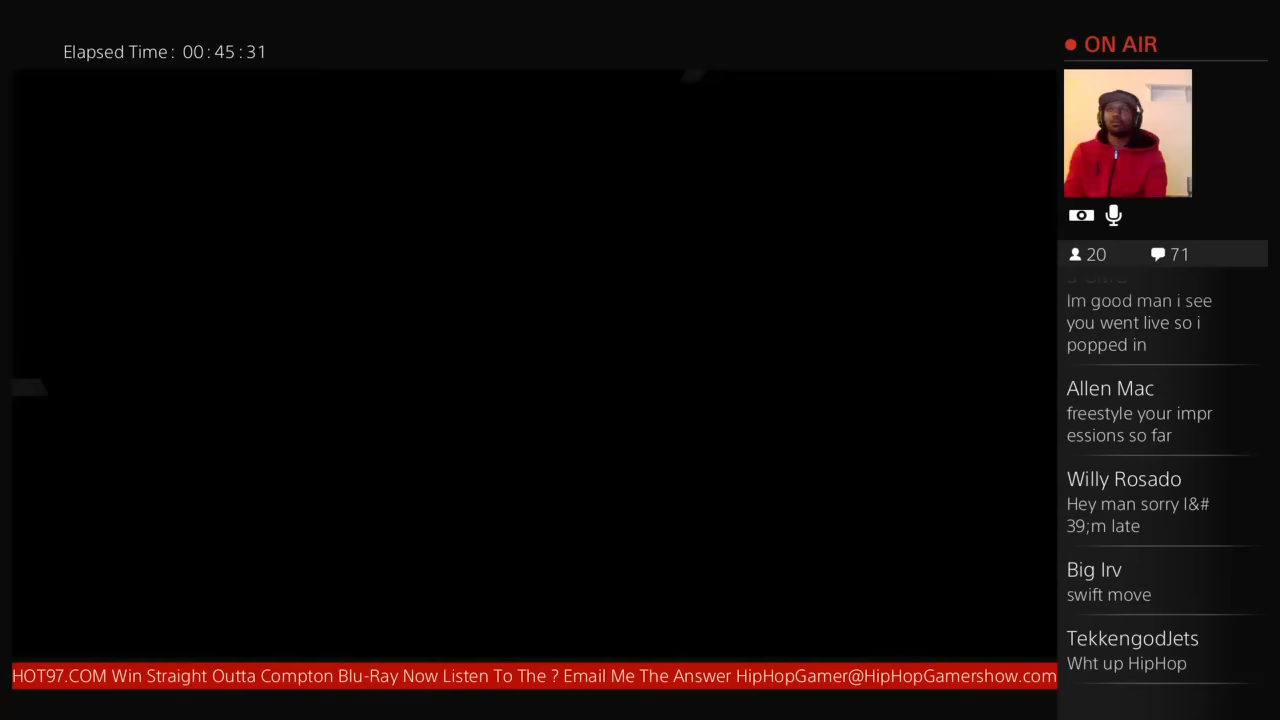 Elapsed Time: 00:45:31
ON AIR
20 71
Im good man i see
you went live so i
popped in
Allen Mac
freestyle your impr
essions so far
Willy Rosado
Hey man sorry I&#
39;m late
Big Irv
swift move
TekkengodJets
Wht up HipHop
HOT97.COM Win Straight Outta Compton Blu-Ray Now Listen To The ? Email Me The Answer HipHopGamer@HipHopGamershow.com